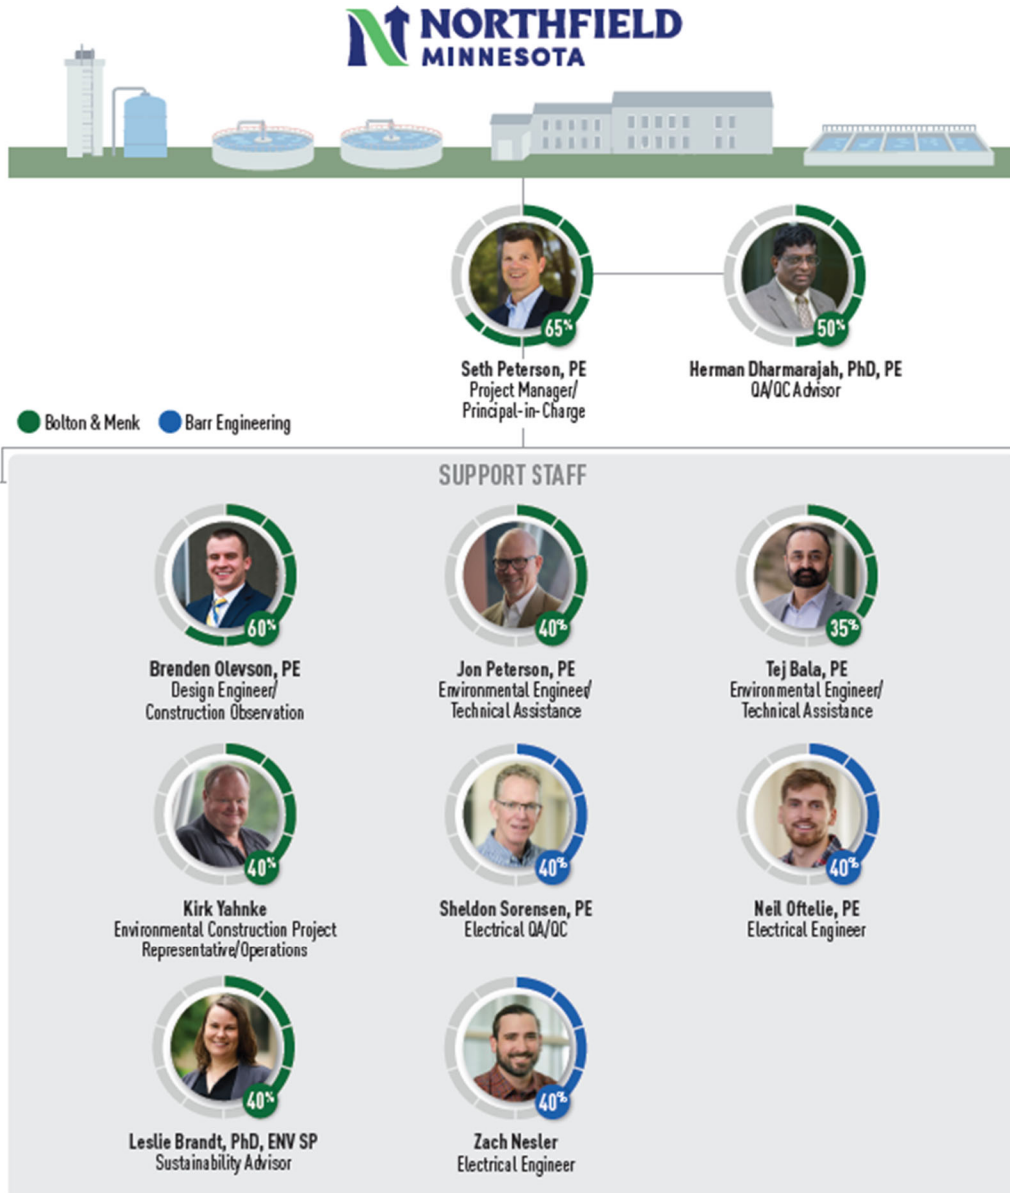 NORTHFIELD
MINNESOTA
65%
50%
Seth Peterson, PE
Project Manager/
Principal-in-Charge
Herman Dharmarajah, PhD, PE
QA/QC Advisor
Bolton & Menk
Barr Engineering
SUPPORT STAFF
60%
40%
35%
Brenden Olevson, PE
Design Engineer/
Construction Observation
Jon Peterson, PE
Environmental Engineer/
Technical Assistance
Tej Bala, PE
Environmental Engineer/
Technical Assistance
40%
40%
40%
Kirk Yahnke
Environmental Construction Project
Representative/Operations
Sheldon Sorensen, PE
Electrical QA/QC
Neil Oftelie, PE
Electrical Engineer
40%
40%
Leslie Brandt, PhD, ENV SP
Sustainability Advisor
Zach Nesler
Electrical Engineer